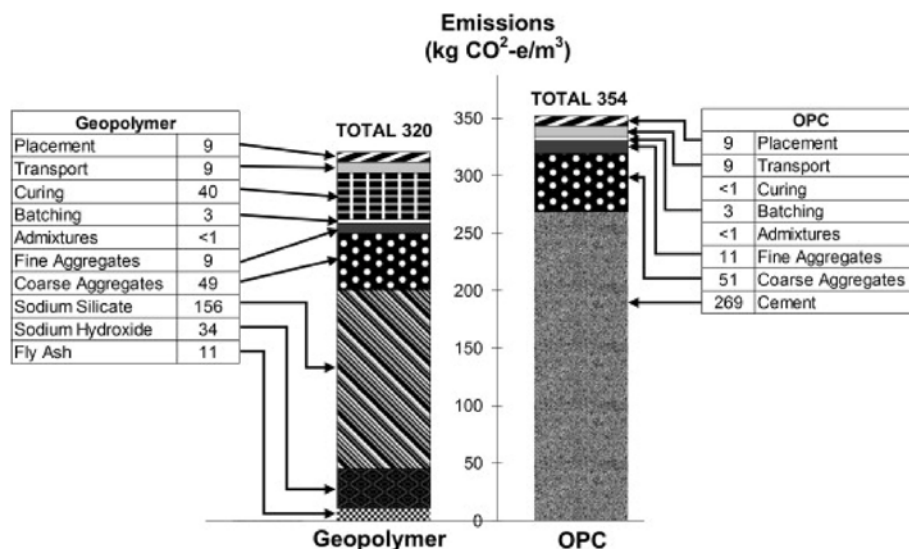 Emissions
(kg CO²-e/m³)
Geopolymer
Placement 9
Transport 9
Curing 40
Batching 3
Admixtures <1
Fine Aggregates 9
Coarse Aggregates 49
Sodium Silicate 156
Sodium Hydroxide 34
Fly Ash 11
TOTAL 320
350
300
250
200
150
100
50
0
TOTAL 354
OPC
9 Placement
9 Transport
<1 Curing
3 Batching
<1 Admixtures
11 Fine Aggregates
51 Coarse Aggregates
269 Cement
Geopolymer
OPC